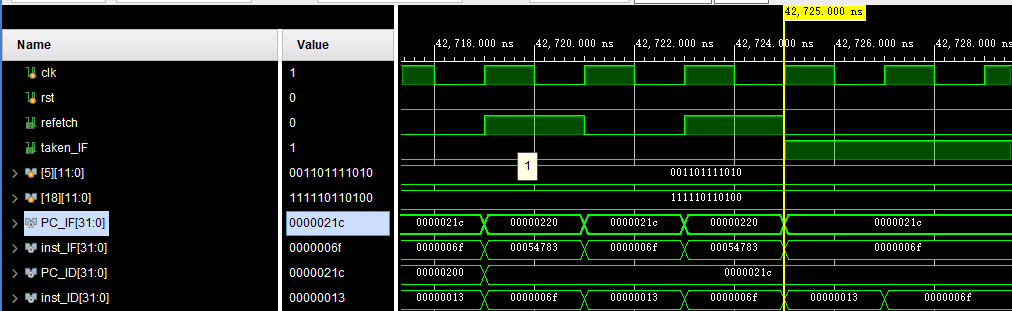 42,725.000 ns
Name Value 42,718.000 ns 42,720.000 ns 42,722.000 ns 42,724.000 ns 42,726.000 ns 42,728.000 ns
clk 1
rst 0
refetch 0
taken_IF 1
1
[5][11:0] 001101111010 001101111010
[18][11:0] 111110110100 111110110100
PC_IF[31:0] 0000021c 0000021c 00000220 0000021c 00000220 0000021c
inst_IF[31:0] 0000006f 0000006f 00054783 0000006f 00054783 0000006f
PC_ID[31:0] 0000021c 00000200 0000021c
inst_ID[31:0] 00000013 00000013 0000006f 00000013 0000006f 00000013 0000006f